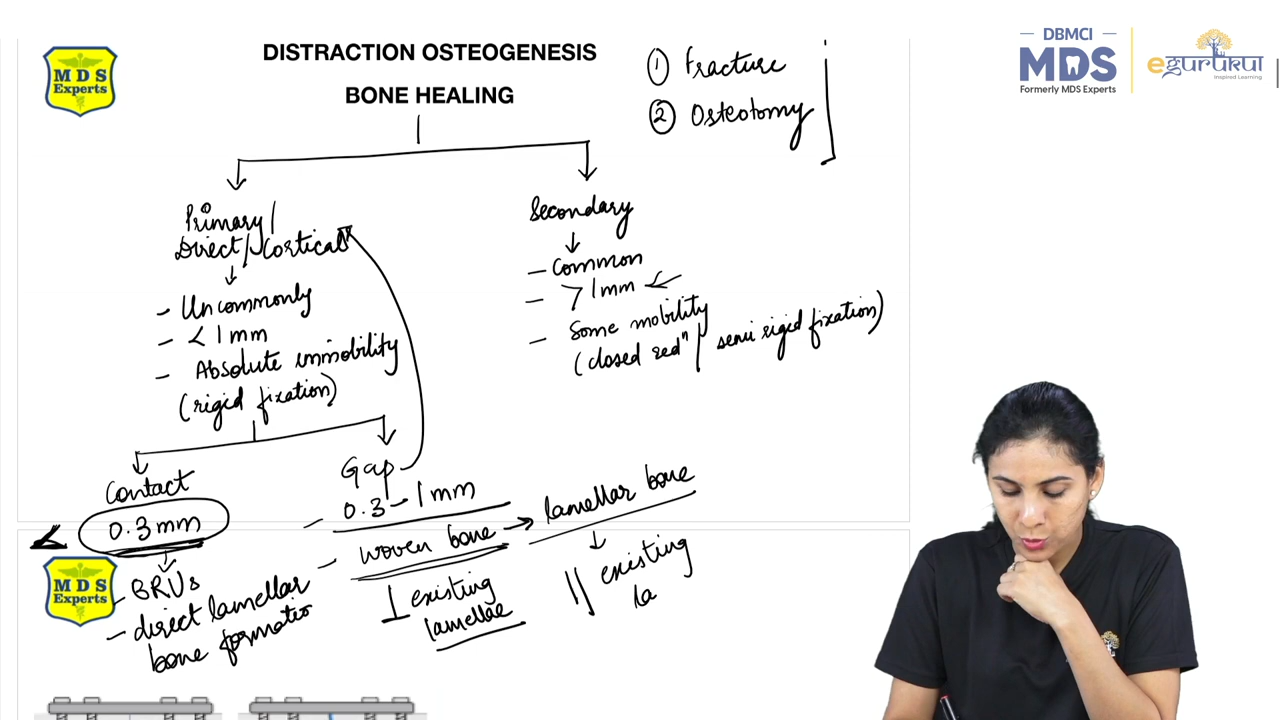 DISTRACTION OSTEOGENESIS
BONE HEALING
MDS
Experts
① Fracture
② Osteotomy
DBMCI
MDS
Formerly MDS Experts
eGurukul
Inspired Learning
Primary/
Direct/Cortical
- Uncommonly
- < 1mm
- Absolute immobility
(rigid fixation)
Secondary
- Common
- > 1mm
- Some mobility
(closed redⁿ/ semi rigid fixation)
Contact
< 0.3mm
- BRUs
- direct lamellar
bone formatio
Gap
- 0.3 - 1mm
- woven bone → lamellar bone
⊥ existing
lamellae
|| existing
la
MDS
Experts